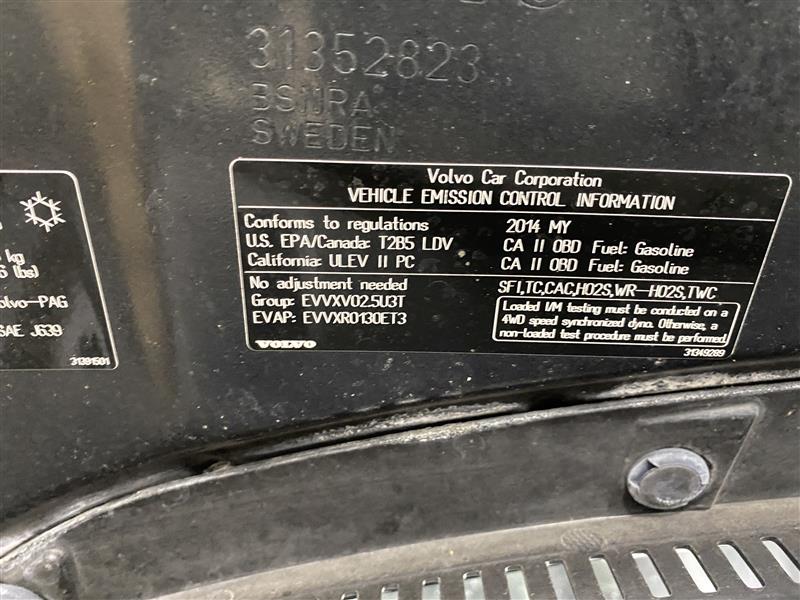 31352823
BSNRA
SWEDEN
Volvo Car Corporation
VEHICLE EMISSION CONTROL INFORMATION
Conforms to regulations 2014 MY
U.S. EPA/Canada: T2B5 LDV CA II OBD Fuel: Gasoline
California: ULEV II PC CA II OBD Fuel: Gasoline
No adjustment needed SFI,TC,CAC,HO2S,WR-HO2S,TWC
Group: EVVXV02.5U3T
EVAP: EVVXR0130ET3
Loaded I/M testing must be conducted on a
4WD speed synchronized dyno. Otherwise, a
non-loaded test procedure must be performed.
VOLVO 31349289
kg
lbs)
olvo-PAG
SAE J639
31391501